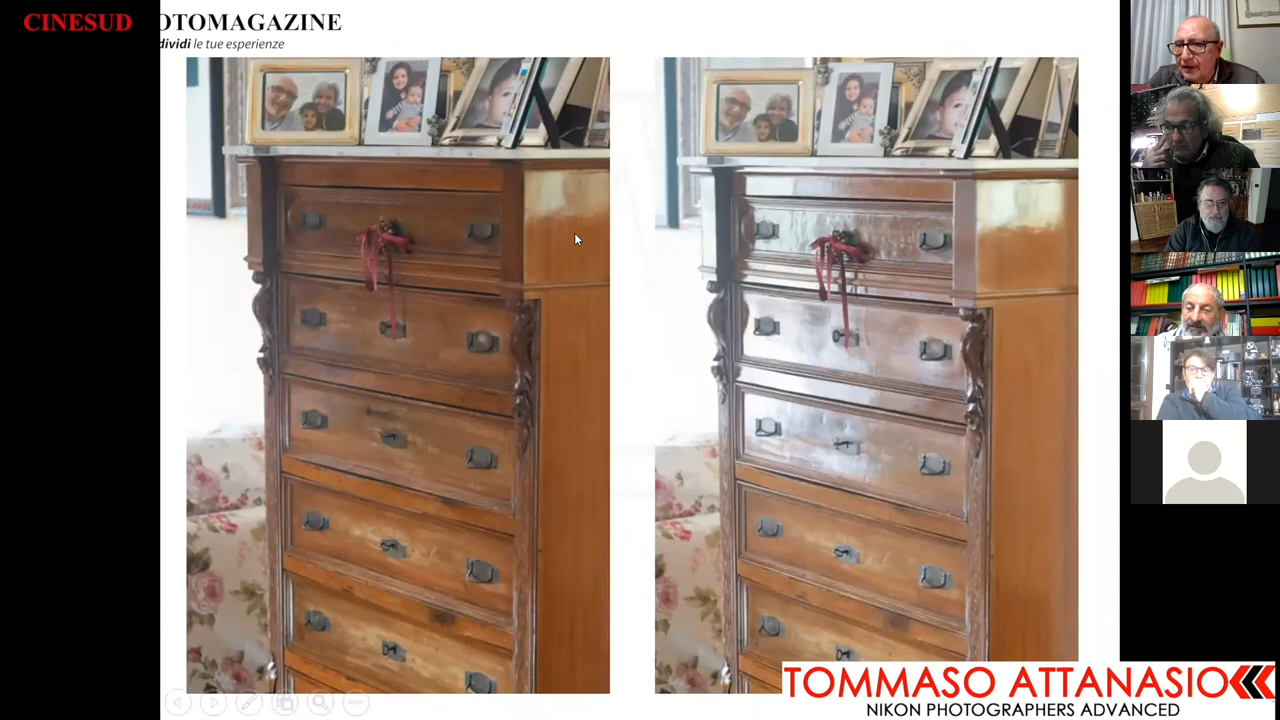 CINESUD OTOMAGAZINE
dividi le tue esperienze
TOMMASO ATTANASIO
NIKON PHOTOGRAPHERS ADVANCED